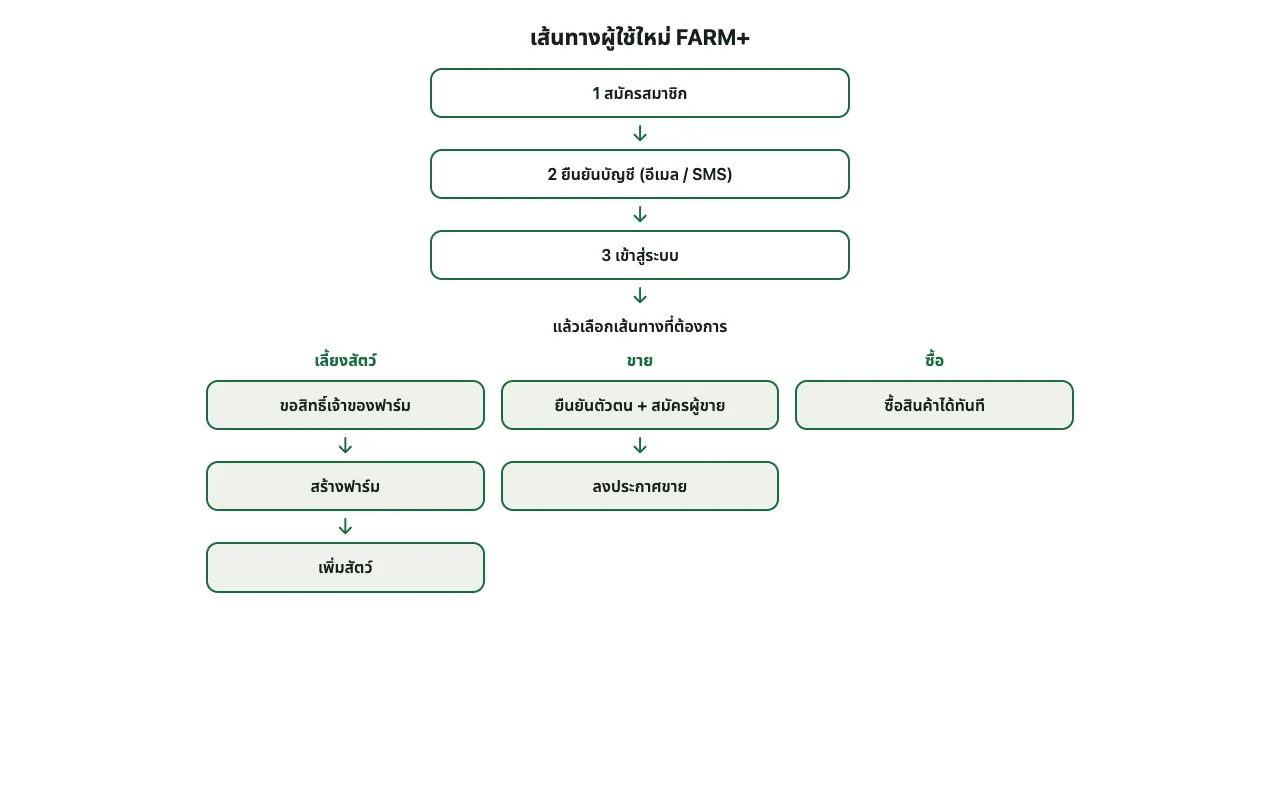 เส้นทางผู้ใช้ใหม่ FARM+
1 สมัครสมาชิก
2 ยืนยันบัญชี (อีเมล / SMS)
3 เข้าสู่ระบบ
แล้วเลือกเส้นทางที่ต้องการ
เลี้ยงสัตว์
ขอสิทธิ์เจ้าของฟาร์ม
สร้างฟาร์ม
เพิ่มสัตว์
ขาย
ยืนยันตัวตน + สมัครผู้ขาย
ลงประกาศขาย
ซื้อ
ซื้อสินค้าได้ทันที